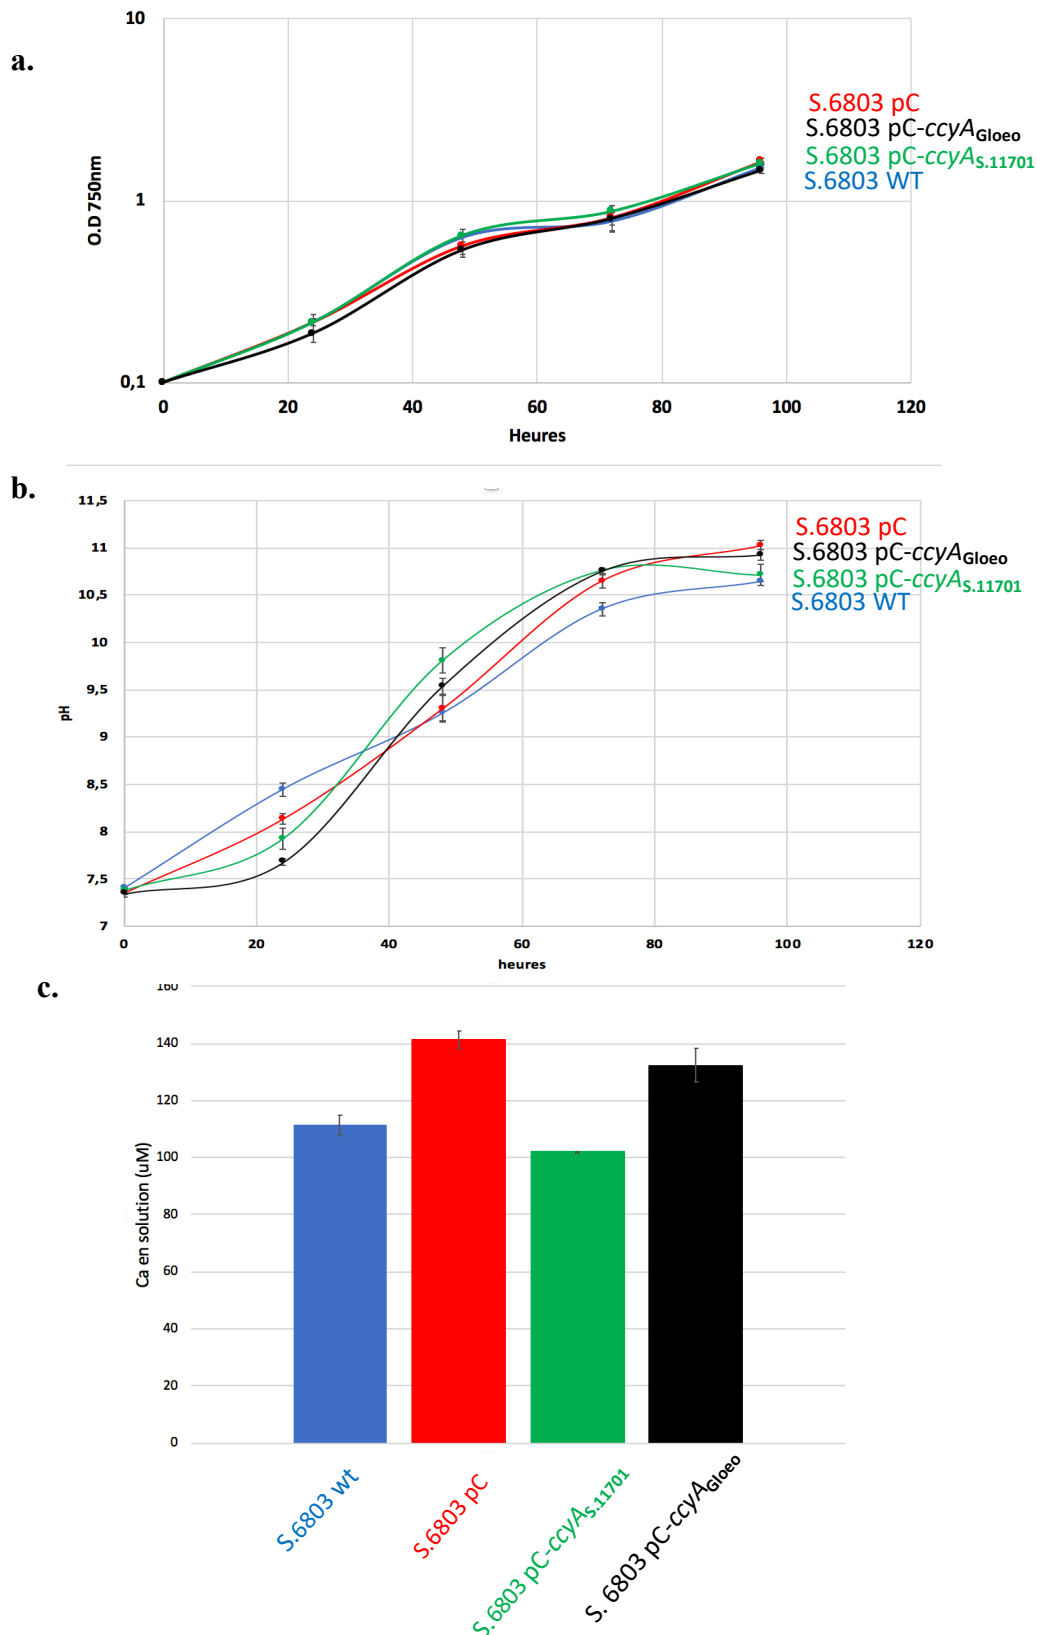 a.
10
1
0,1
O.D 750nm
0
20
40
60
80
100
120
Heures
S.6803 pC
S.6803 pC-ccyAGloeo
S.6803 pC-ccyAS.11701
S.6803 WT
b.
11,5
11
10,5
10
9,5
9
8,5
8
7,5
7
pH
0
20
40
60
80
100
120
heures
S.6803 pC
S.6803 pC-ccyAGloeo
S.6803 pC-ccyAS.11701
S.6803 WT
c.
160
140
120
100
80
60
40
20
0
Ca en solution (uM)
S.6803 wt
S.6803 pC
S.6803 pC-ccyAS.11701
S. 6803 pC-ccyAGloeo